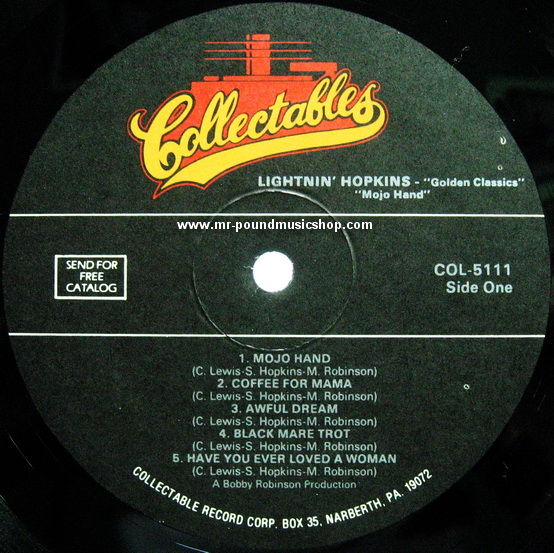 Collectables
LIGHTNIN' HOPKINS - "Golden Classics"
"Mojo Hand"
www.mr-poundmusicshop.com
SEND FOR
FREE
CATALOG
COL-5111
Side One
1. MOJO HAND
(C. Lewis-S. Hopkins-M. Robinson)
2. COFFEE FOR MAMA
(C. Lewis-S. Hopkins-M. Robinson)
3. AWFUL DREAM
(C. Lewis-S. Hopkins-M. Robinson)
4. BLACK MARE TROT
(C. Lewis-S. Hopkins-M. Robinson)
5. HAVE YOU EVER LOVED A WOMAN
(C. Lewis-S. Hopkins-M. Robinson)
A Bobby Robinson Production
COLLECTABLE RECORD CORP. BOX 35, NARBERTH, PA. 19072